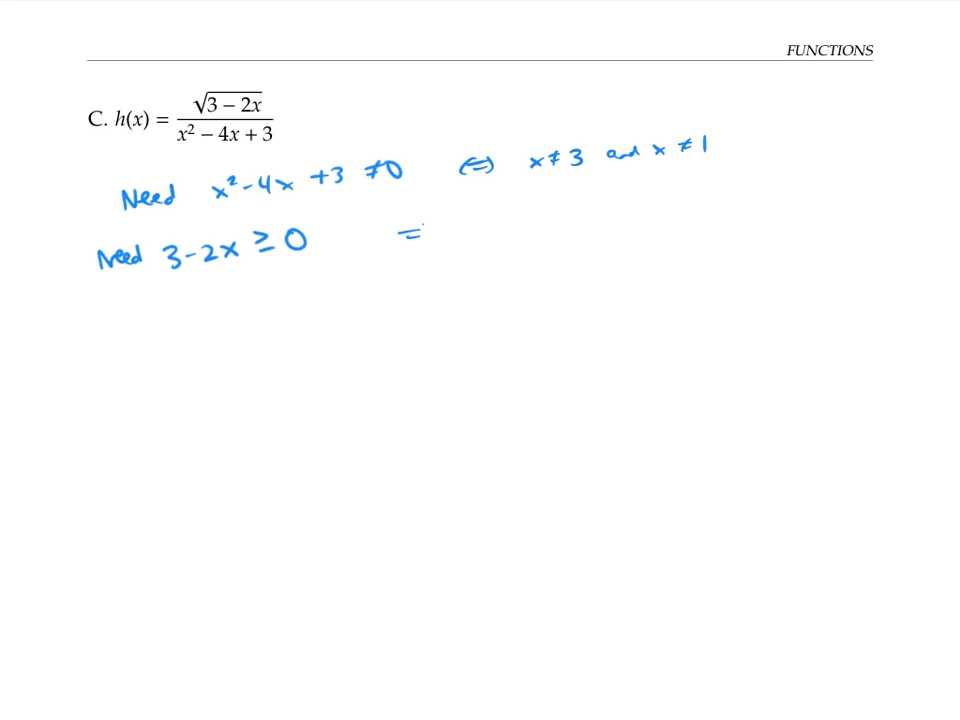 FUNCTIONS
C. h(x) = √(3 − 2x) / (x² − 4x + 3)
Need x² - 4x + 3 ≠ 0 (=) x ≠ 3 and x ≠ 1
Need 3 - 2x ≥ 0 =